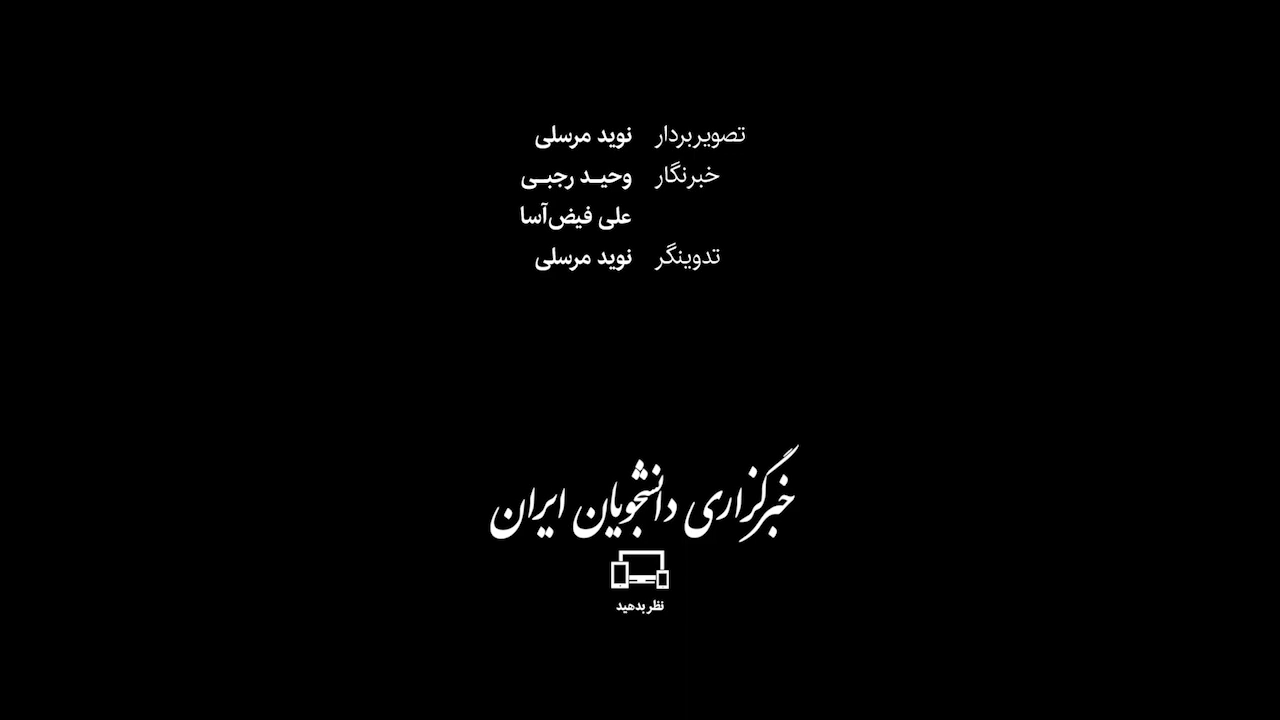 تصویربردار نوید مرسلی
خبرنگار وحیـد رجبـی
علی فیض‌آسا
تدوینگر نوید مرسلی
خبرگزاری دانشجویان ایران
نظر بدهید